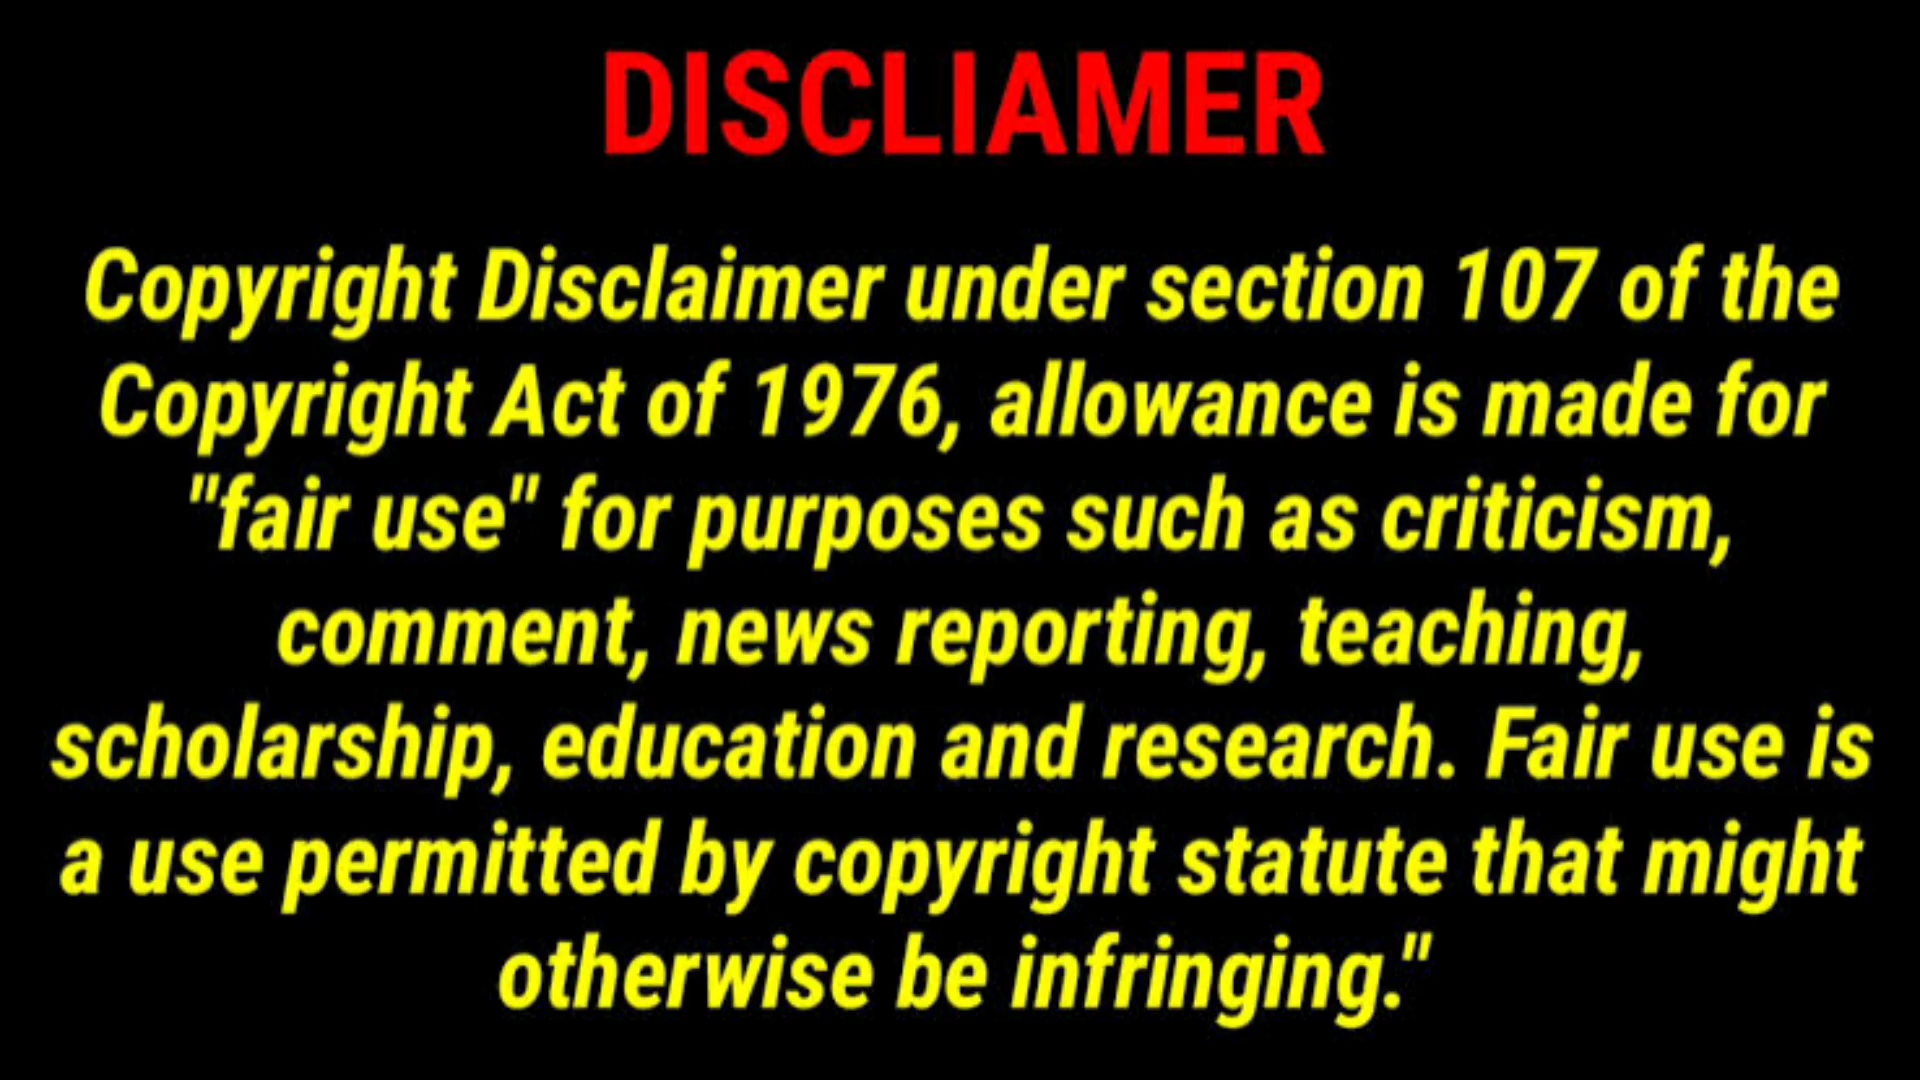 DISCLIAMER
Copyright Disclaimer under section 107 of the
Copyright Act of 1976, allowance is made for
"fair use" for purposes such as criticism,
comment, news reporting, teaching,
scholarship, education and research. Fair use is
a use permitted by copyright statute that might
otherwise be infringing."